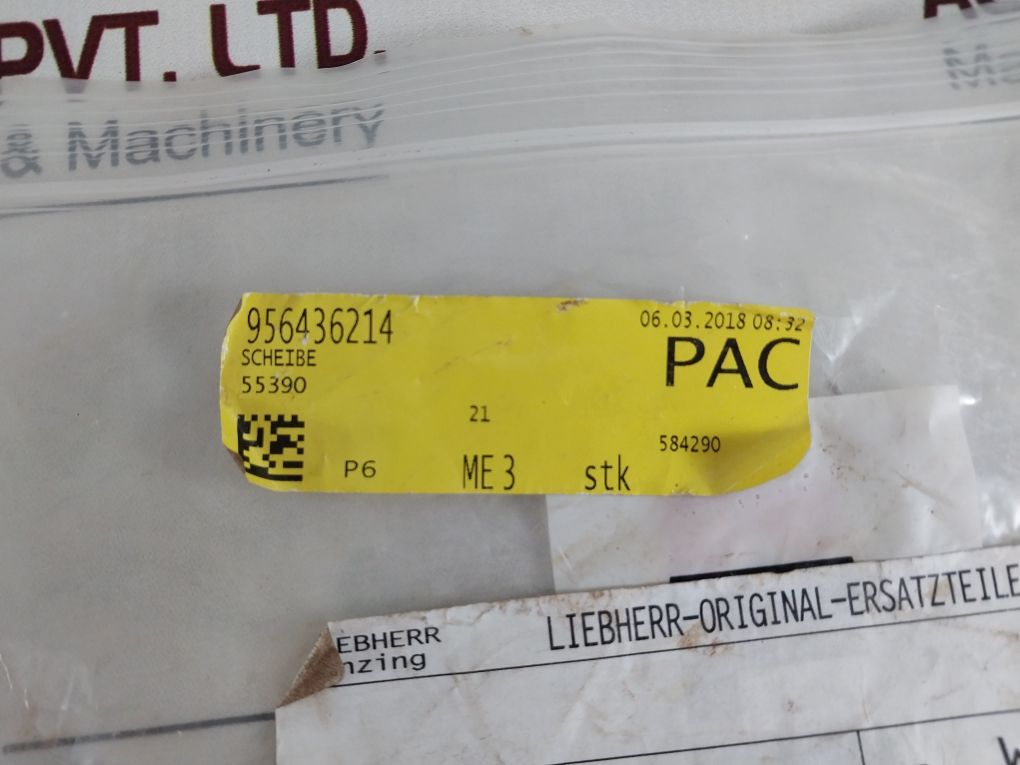 PVT. LTD.
& Machinery
956436214
06.03.2018 08:32
SCHEIBE
PAC
55390
21
584290
P6
ME 3
stk
EBHERR
nzing
LIEBHERR-ORIGINAL-ERSATZTEILE